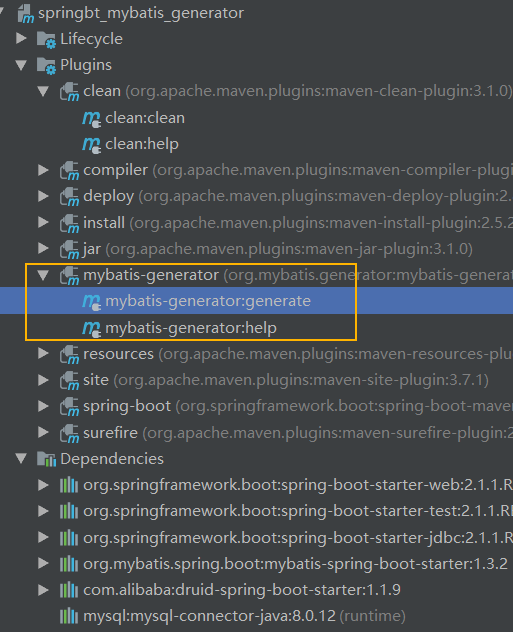 springbt_mybatis_generator
Lifecycle
Plugins
clean (org.apache.maven.plugins:maven-clean-plugin:3.1.0)
clean:clean
clean:help
compiler (org.apache.maven.plugins:maven-compiler-plugi
deploy (org.apache.maven.plugins:maven-deploy-plugin:2.
install (org.apache.maven.plugins:maven-install-plugin:2.5.2
jar (org.apache.maven.plugins:maven-jar-plugin:3.1.0)
mybatis-generator (org.mybatis.generator:mybatis-generat
mybatis-generator:generate
mybatis-generator:help
resources (org.apache.maven.plugins:maven-resources-plu
site (org.apache.maven.plugins:maven-site-plugin:3.7.1)
spring-boot (org.springframework.boot:spring-boot-mave
surefire (org.apache.maven.plugins:maven-surefire-plugin:2
Dependencies
org.springframework.boot:spring-boot-starter-web:2.1.1.R
org.springframework.boot:spring-boot-starter-test:2.1.1.RI
org.springframework.boot:spring-boot-starter-jdbc:2.1.1.R
org.mybatis.spring.boot:mybatis-spring-boot-starter:1.3.2
com.alibaba:druid-spring-boot-starter:1.1.9
mysql:mysql-connector-java:8.0.12 (runtime)